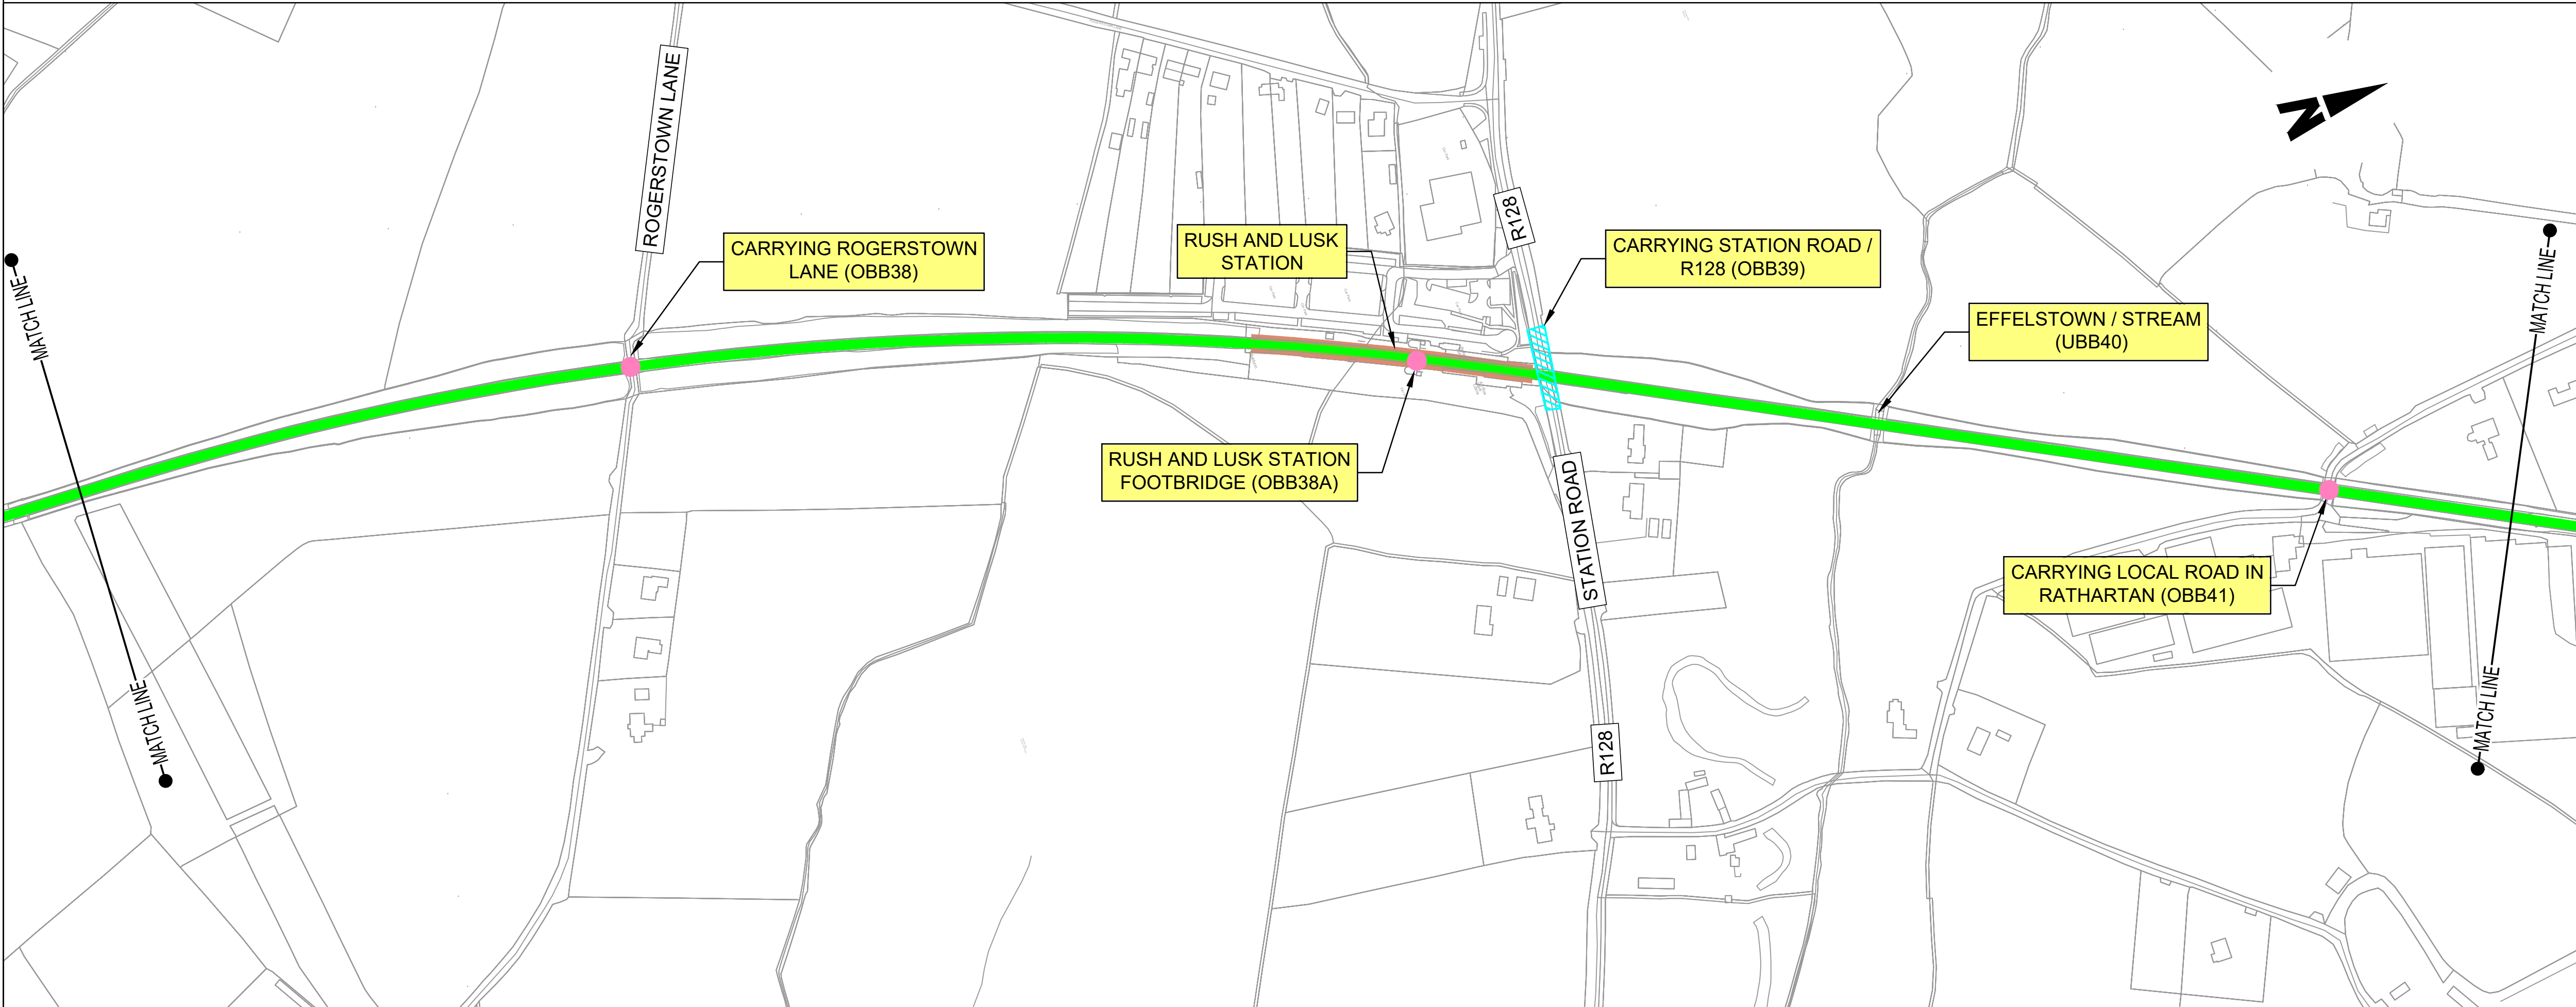 ROGERSTOWN LANE
N
R128
CARRYING ROGERSTOWN
LANE (OBB38)
RUSH AND LUSK
STATION
CARRYING STATION ROAD /
R128 (OBB39)
EFFELSTOWN / STREAM
(UBB40)
MATCH LINE
MATCH LINE
RUSH AND LUSK STATION
FOOTBRIDGE (OBB38A)
STATION ROAD
CARRYING LOCAL ROAD IN
RATHARTAN (OBB41)
MATCH LINE
MATCH LINE
R128